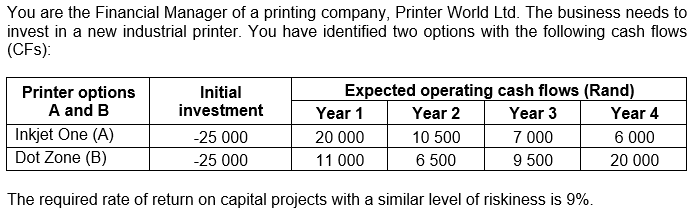 You are the Financial Manager of a printing company, Printer World Ltd. The business needs to
invest in a new industrial printer. You have identified two options with the following cash flows
(CFs):
Printer options A and B Initial investment Expected operating cash flows (Rand)
Year 1 Year 2 Year 3 Year 4
Inkjet One (A) -25 000 20 000 10 500 7 000 6 000
Dot Zone (B) -25 000 11 000 6 500 9 500 20 000
The required rate of return on capital projects with a similar level of riskiness is 9%.